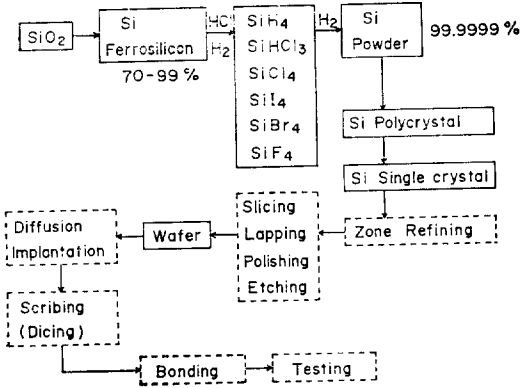 SiO2
Si
Ferrosilicon
70-99 %
HCl
H2
SiH4
SiHCl3
SiCl4
SiI4
SiBr4
SiF4
H2
Si
Powder
99.9999 %
Si Polycrystal
Si Single crystal
Zone Refining
Slicing
Lapping
Polishing
Etching
Wafer
Diffusion
Implantation
Scribing
(Dicing)
Bonding
Testing